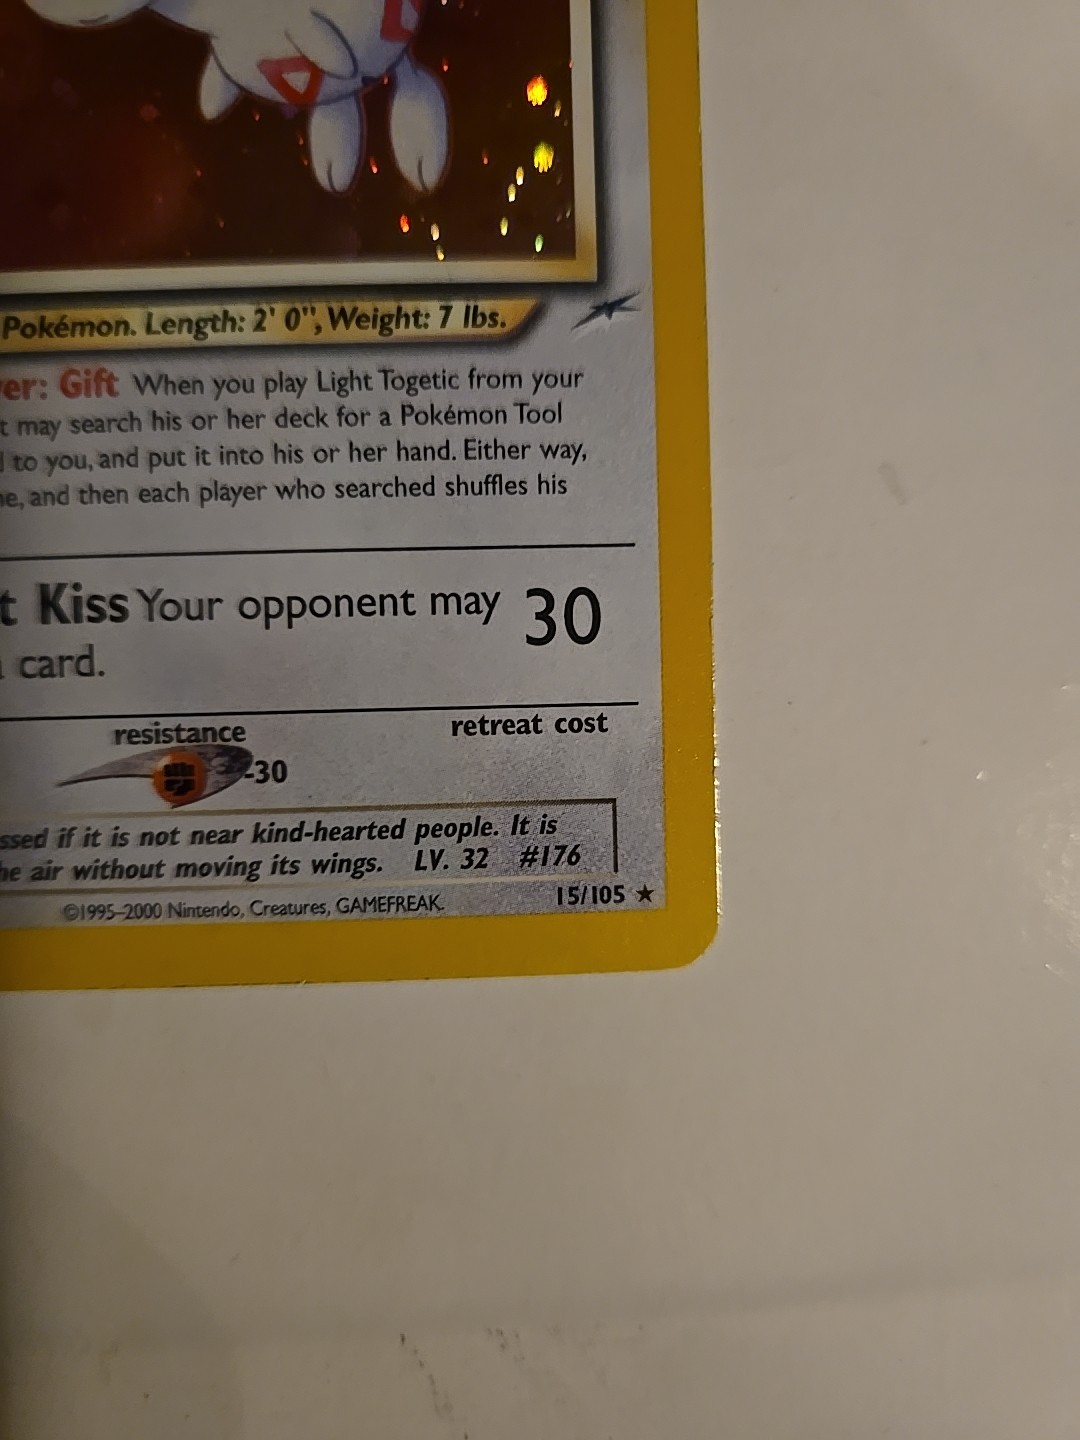 Pokémon. Length: 2' 0", Weight: 7 lbs.
er: Gift When you play Light Togetic from your
t may search his or her deck for a Pokémon Tool
to you, and put it into his or her hand. Either way,
e, and then each player who searched shuffles his
t Kiss Your opponent may 30
card.
resistance retreat cost
-30
ssed if it is not near kind-hearted people. It is
he air without moving its wings. LV. 32 #176
15/105 ★
©1995–2000 Nintendo, Creatures, GAMEFREAK.